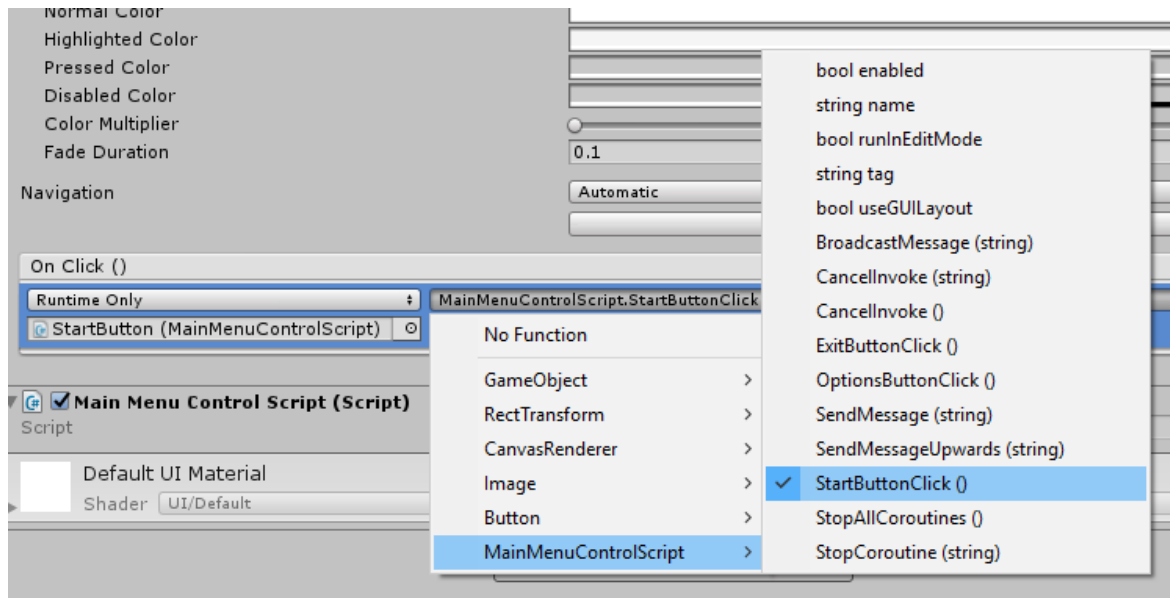 Normal Color
Highlighted Color
Pressed Color
Disabled Color
Color Multiplier
Fade Duration
0.1
Navigation
Automatic
On Click ()
Runtime Only
MainMenuControlScript.StartButtonClick
StartButton (MainMenuControlScript)
No Function
GameObject
RectTransform
CanvasRenderer
Image
Button
MainMenuControlScript
bool enabled
string name
bool runInEditMode
string tag
bool useGUILayout
BroadcastMessage (string)
CancelInvoke (string)
CancelInvoke ()
ExitButtonClick ()
OptionsButtonClick ()
SendMessage (string)
SendMessageUpwards (string)
StartButtonClick ()
StopAllCoroutines ()
StopCoroutine (string)
Main Menu Control Script (Script)
Script
Default UI Material
Shader UI/Default